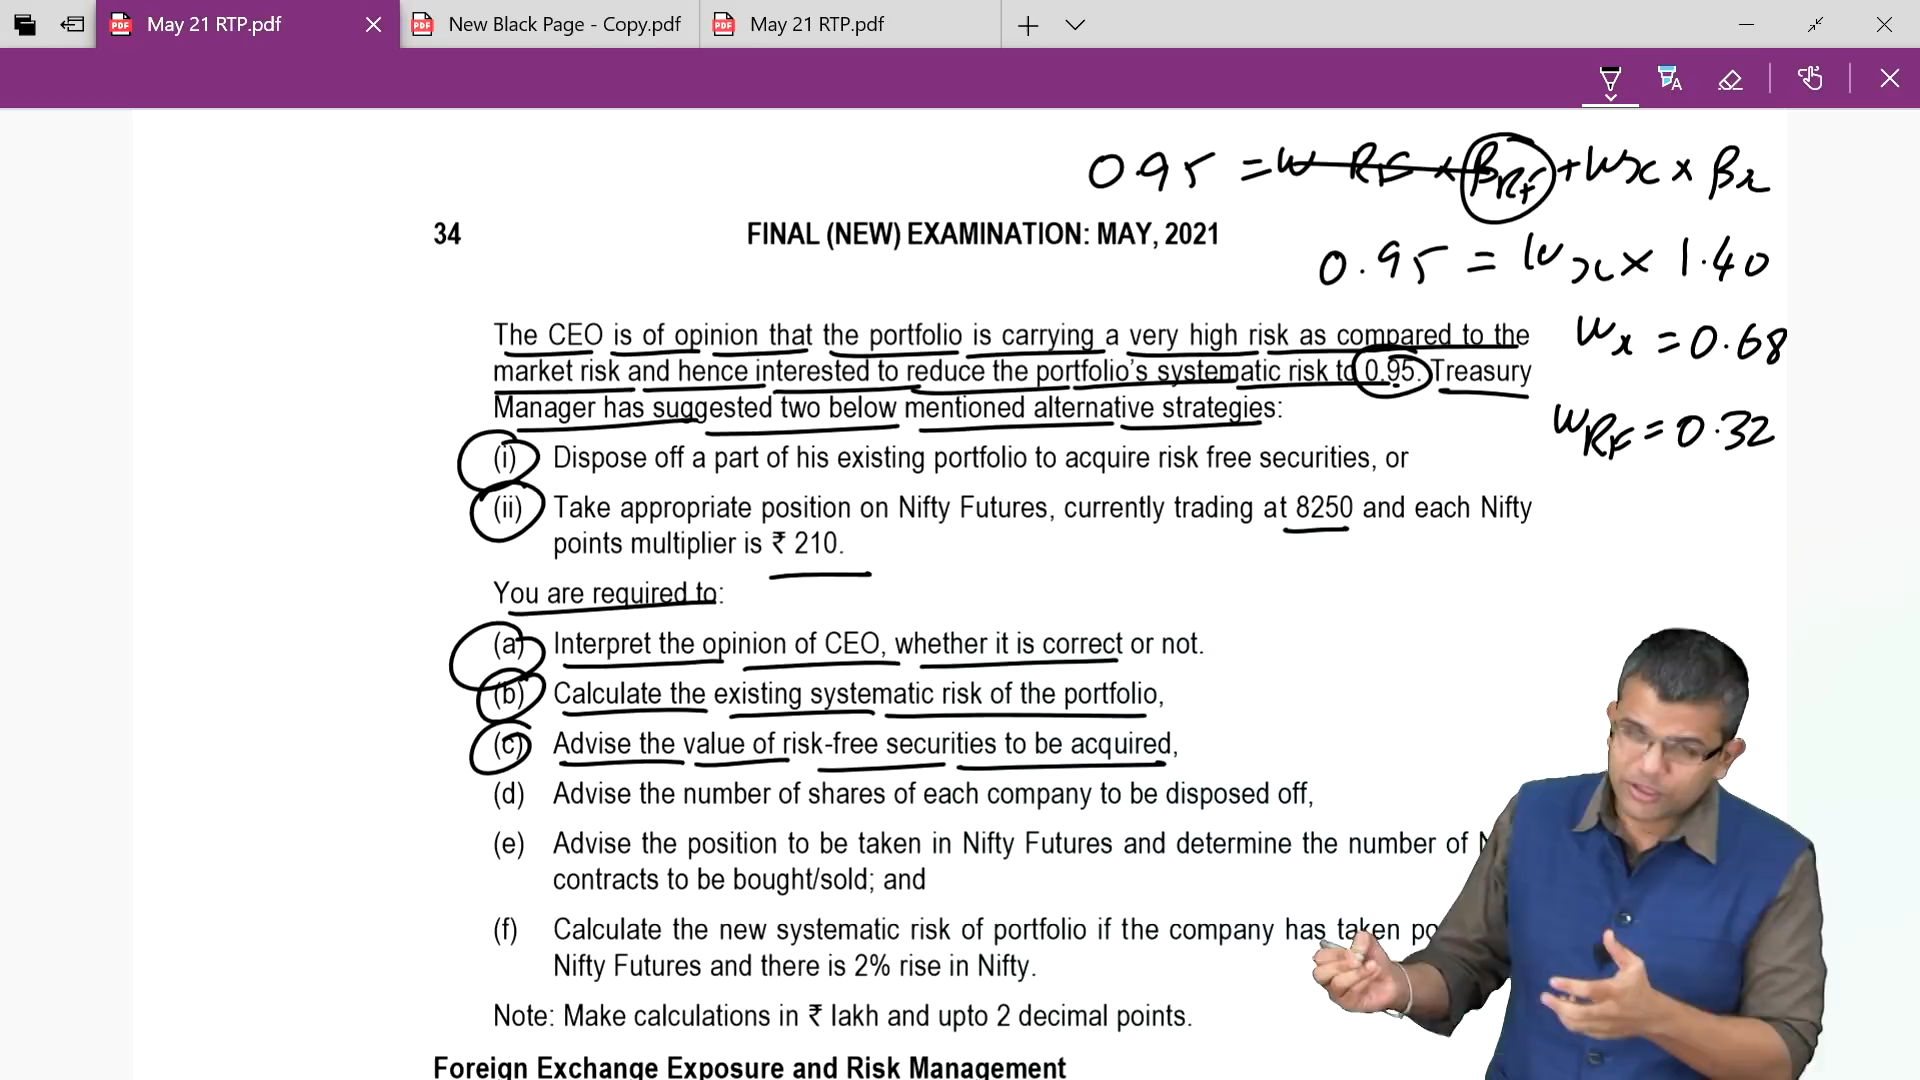 May 21 RTP.pdf
New Black Page - Copy.pdf
May 21 RTP.pdf
0.95 = w RF × βRF + wx × βx
34 FINAL (NEW) EXAMINATION: MAY, 2021
0.95 = wx × 1.40
The CEO is of opinion that the portfolio is carrying a very high risk as compared to the
wx = 0.68
market risk and hence interested to reduce the portfolio's systematic risk to 0.95. Treasury
Manager has suggested two below mentioned alternative strategies:
wRF = 0.32
(i) Dispose off a part of his existing portfolio to acquire risk free securities, or
(ii) Take appropriate position on Nifty Futures, currently trading at 8250 and each Nifty
points multiplier is ₹ 210.
You are required to:
(a) Interpret the opinion of CEO, whether it is correct or not.
(b) Calculate the existing systematic risk of the portfolio,
(c) Advise the value of risk-free securities to be acquired,
(d) Advise the number of shares of each company to be disposed off,
(e) Advise the position to be taken in Nifty Futures and determine the number of
contracts to be bought/sold; and
(f) Calculate the new systematic risk of portfolio if the company has taken
Nifty Futures and there is 2% rise in Nifty.
Note: Make calculations in ₹ lakh and upto 2 decimal points.
Foreign Exchange Exposure and Risk Management